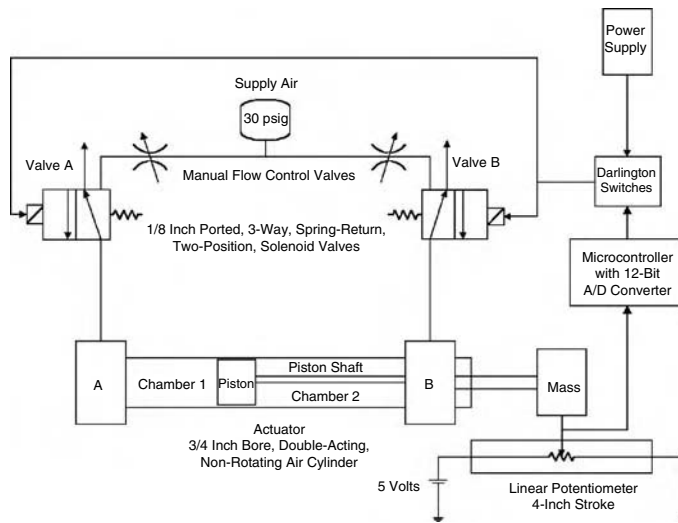 Power
Supply
Supply Air
30 psig
Valve A
Valve B
Manual Flow Control Valves
Darlington
Switches
1/8 Inch Ported, 3-Way, Spring-Return,
Two-Position, Solenoid Valves
Microcontroller
with 12-Bit
A/D Converter
A
Chamber 1
Piston
Piston Shaft
Chamber 2
B
Mass
Actuator
3/4 Inch Bore, Double-Acting,
Non-Rotating Air Cylinder
5 Volts
Linear Potentiometer
4-Inch Stroke